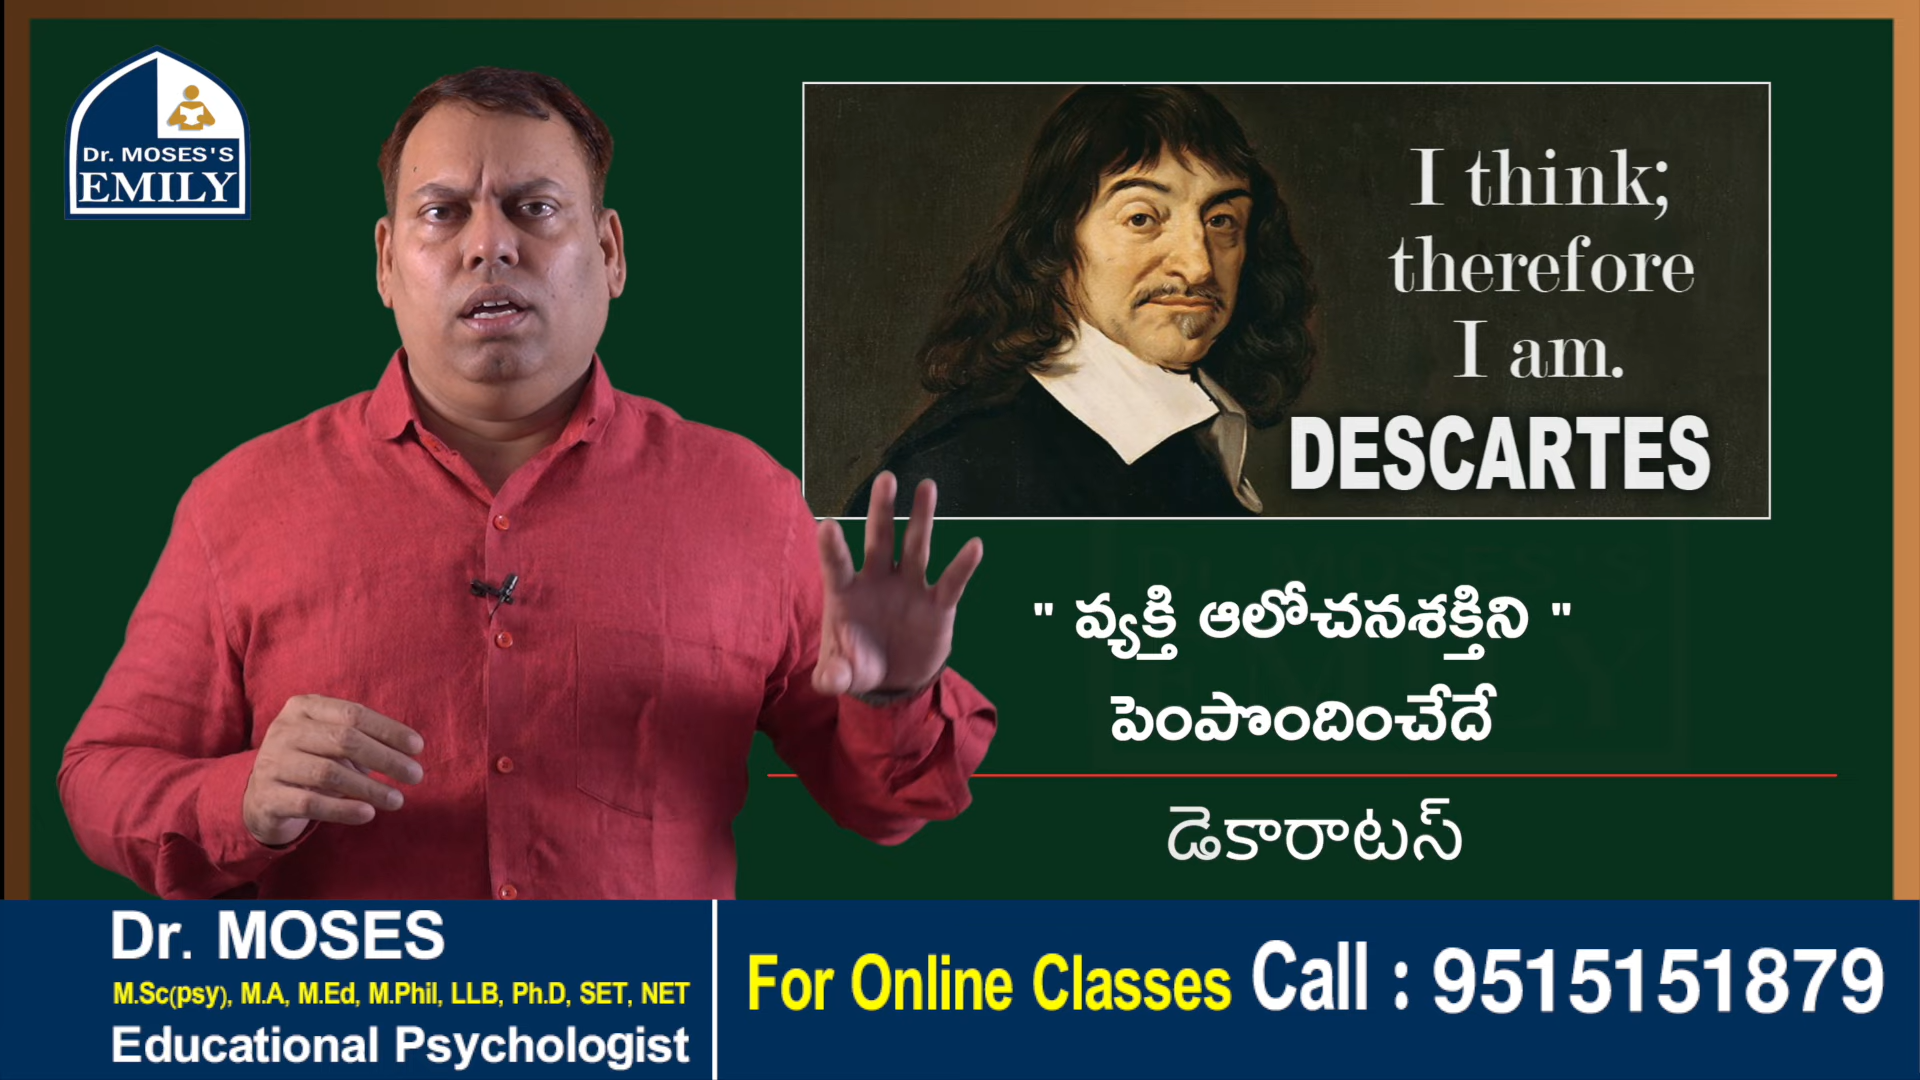 Dr. MOSES'S
EMILY
I think;
therefore
I am.
DESCARTES
" వ్యక్తి ఆలోచనశక్తిని "
పెంపొందించేదే
డెకారాటస్
Dr. MOSES
M.Sc(psy), M.A, M.Ed, M.Phil, LLB, Ph.D, SET, NET
Educational Psychologist
For Online Classes Call : 9515151879